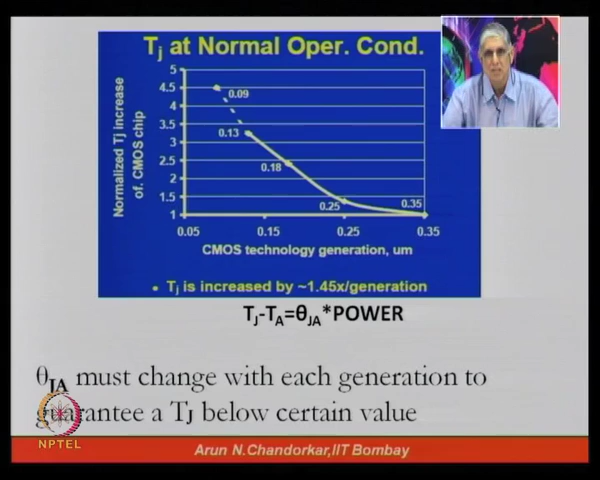 Tj at Normal Oper. Cond.
Normalized Tj increase
of. CMOS chip
5
4.5
4
3.5
3
2.5
2
1.5
1
0.09
0.13
0.18
0.25
0.35
0.05
0.15
0.25
0.35
CMOS technology generation, um
• Tj is increased by ~1.45x/generation
TJ-TA=θJA*POWER
θJA must change with each generation to
guarantee a TJ below certain value
NPTEL
Arun N.Chandorkar,IIT Bombay